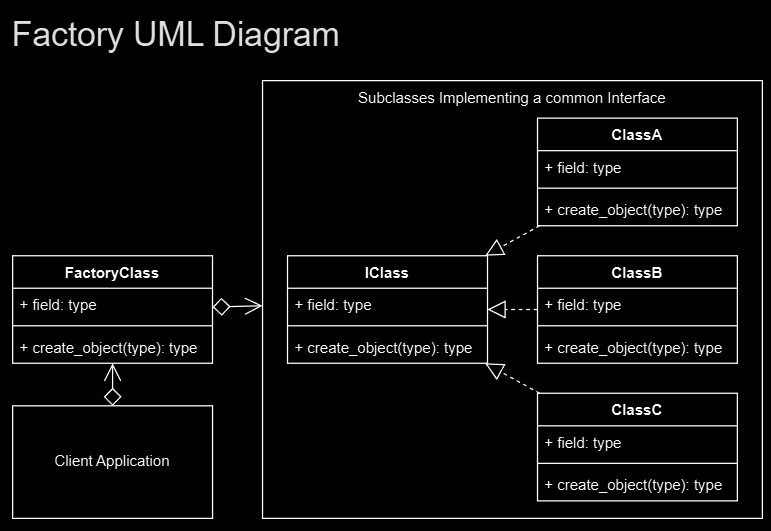 Factory UML Diagram
Subclasses Implementing a common Interface
ClassA
+ field: type
+ create_object(type): type
FactoryClass
+ field: type
+ create_object(type): type
IClass
+ field: type
+ create_object(type): type
ClassB
+ field: type
+ create_object(type): type
ClassC
+ field: type
+ create_object(type): type
Client Application